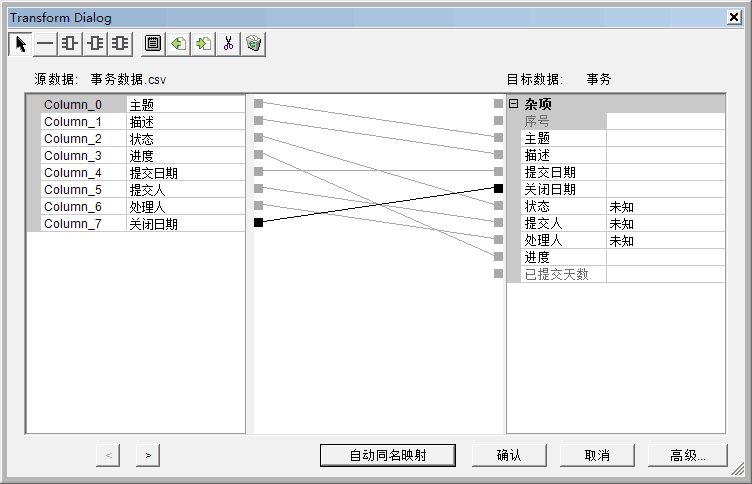 Transform Dialog
源数据: 事务数据.csv
目标数据: 事务
Column_0 主题
Column_1 描述
Column_2 状态
Column_3 进度
Column_4 提交日期
Column_5 提交人
Column_6 处理人
Column_7 关闭日期
杂项
序号
主题
描述
提交日期
关闭日期
状态 未知
提交人 未知
处理人 未知
进度
已提交天数
< >
自动同名映射 确认 取消 高级...